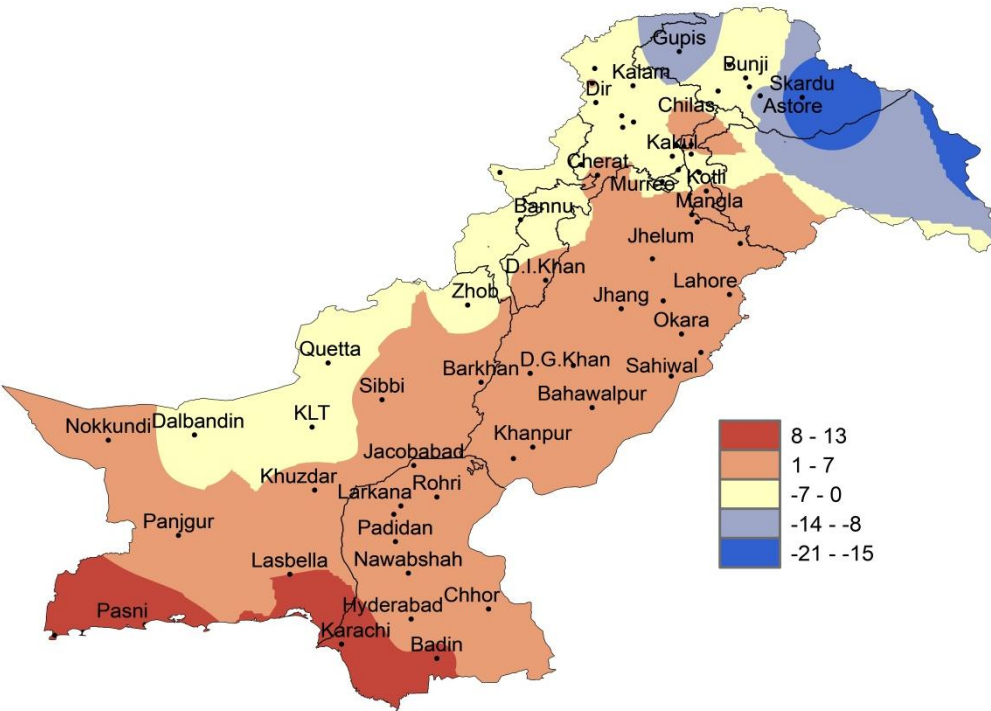 Gupis
Bunji
Kalam
Skardu
Dir
Astore
Chilas
Kakul
Cherat
Murree
Kotli
Mangla
Bannu
Jhelum
D.I.Khan
Zhob
Lahore
Jhang
Okara
Quetta
D.G.Khan
Sahiwal
Barkhan
Sibbi
Bahawalpur
KLT
Dalbandin
Nokkundi
Khanpur
Jacobabad
Khuzdar
Rohri
Larkana
Panjgur
Padidan
Nawabshah
Lasbella
Chhor
Hyderabad
Pasni
Karachi
Badin
8 - 13
1 - 7
-7 - 0
-14 - -8
-21 - -15